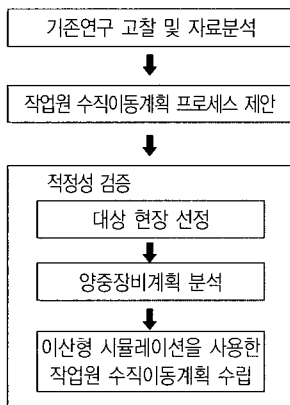 기존연구 고찰 및 자료분석
작업원 수직이동계획 프로세스 제안
적정성 검증
대상 현장 선정
양중장비계획 분석
이산형 시뮬레이션을 사용한
작업원 수직이동계획 수립